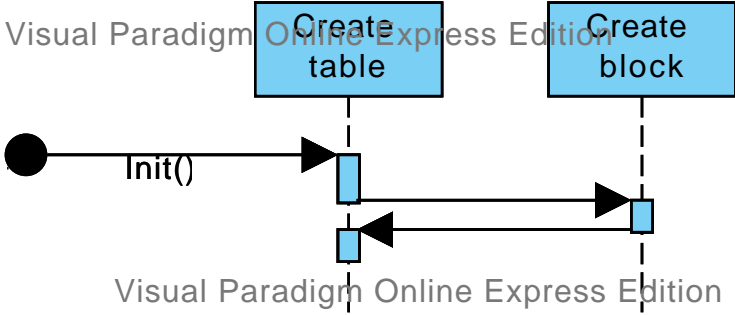 Create
Create
Visual Paradigm Online Express Edition
table
block
Init()
Visual Paradigm Online Express Edition